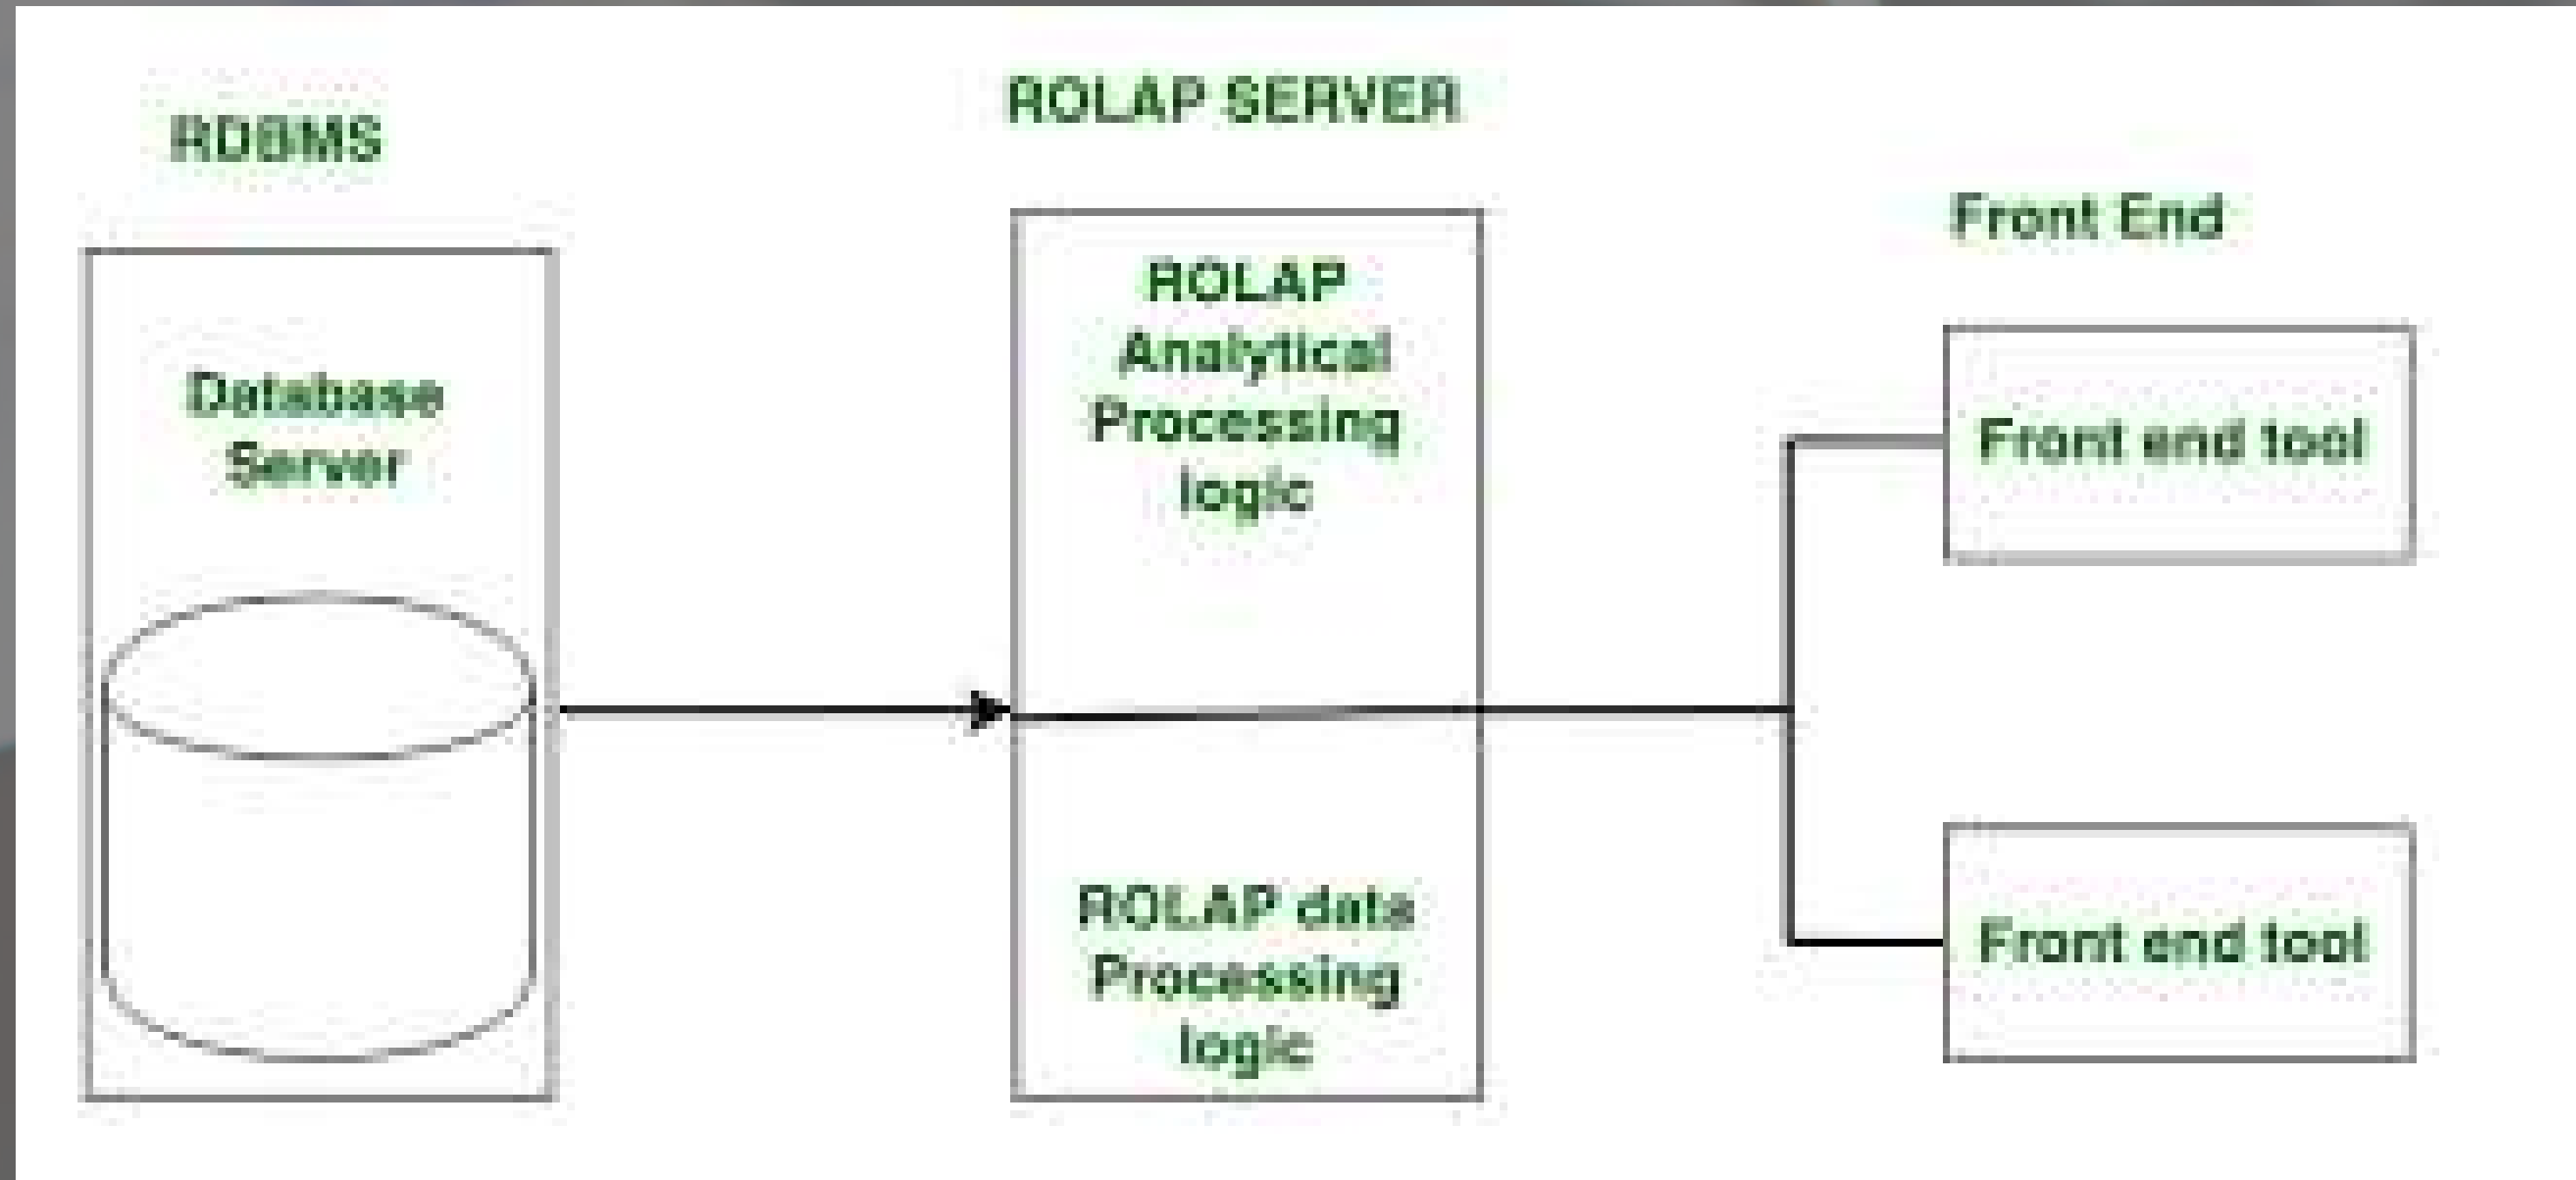 RDBMS
Database
Server
ROLAP SERVER
ROLAP
Analytical
Processing
logic
ROLAP data
Processing
logic
Front End
Front end tool
Front end tool